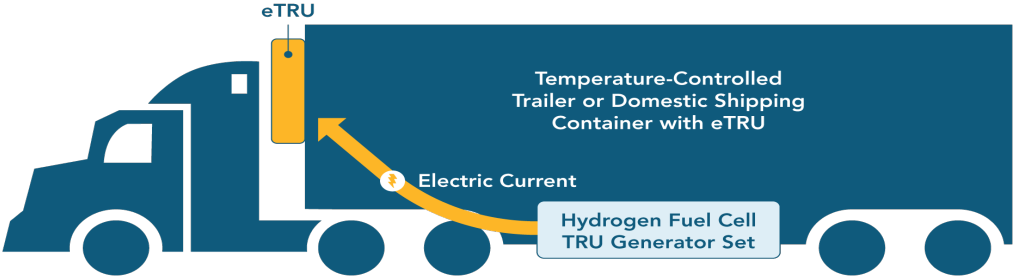 eTRU
Temperature-Controlled
Trailer or Domestic Shipping
Container with eTRU
Electric Current
Hydrogen Fuel Cell
TRU Generator Set